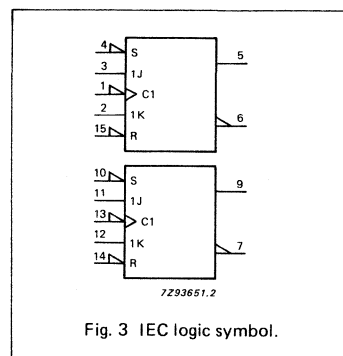 4 S 5
3 1J
1 C1
2 1K 6
15 R
10 S 9
11 1J
13 C1
12 1K 7
14 R
7Z93651.2
Fig. 3 IEC logic symbol.